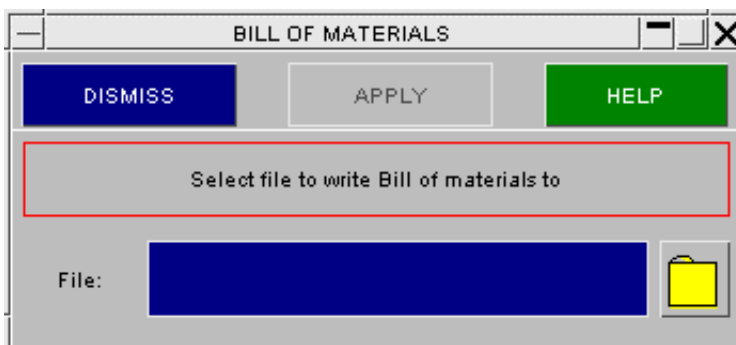 BILL OF MATERIALS
DISMISS APPLY HELP
Select file to write Bill of materials to
File: